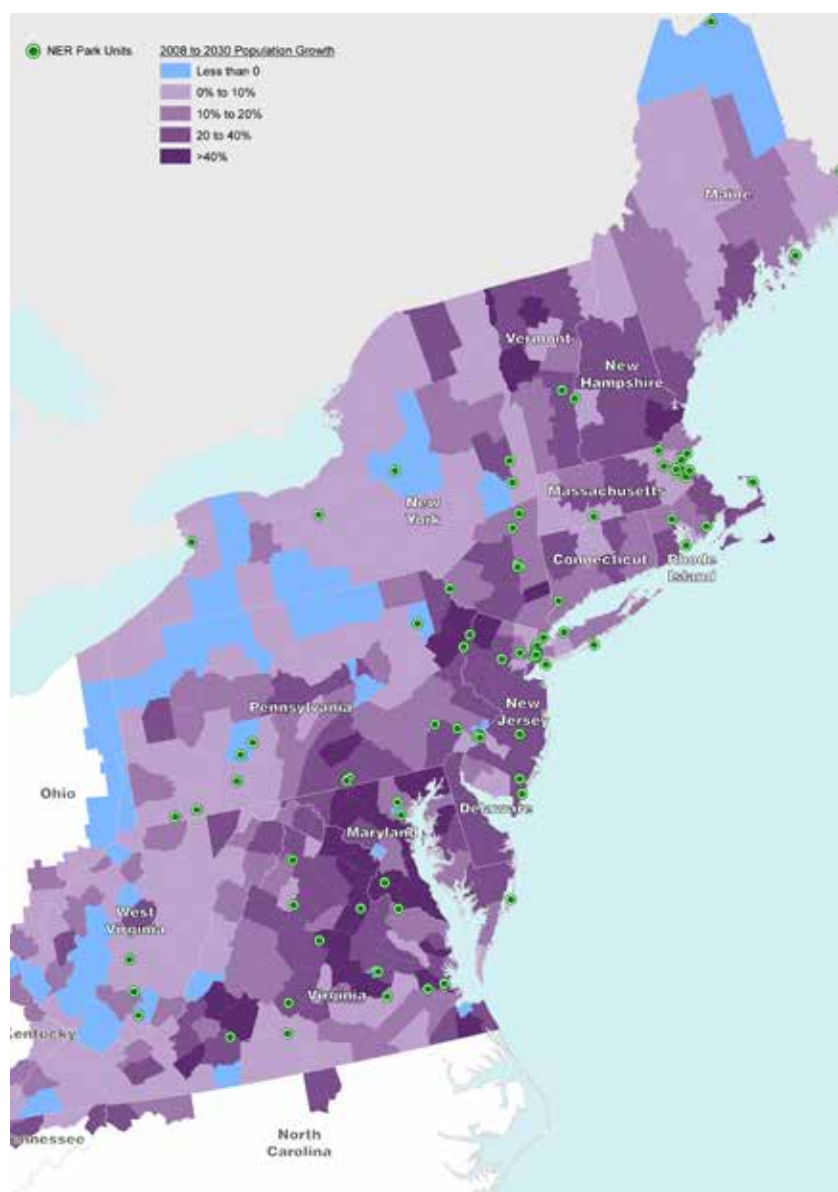 NER Park Units
2008 to 2030 Population Growth
Less than 0
0% to 10%
10% to 20%
20 to 40%
>40%
Maine
Vermont
New
Hampshire
New
York
Massachusetts
Connecticut
Rhode
Island
Pennsylvania
New
Jersey
Ohio
Delaware
Maryland
West
Virginia
Virginia
Kentucky
North
Carolina
nnessee